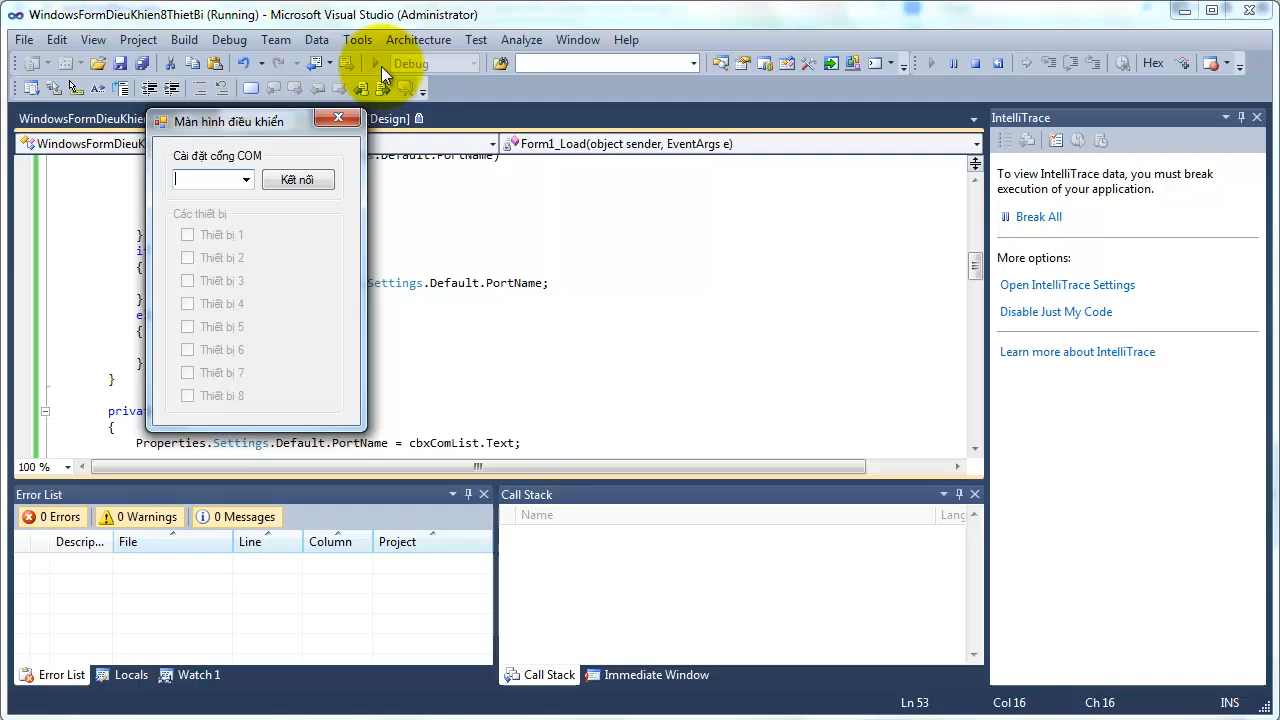 WindowsFormDieuKhien8ThietBi (Running) - Microsoft Visual Studio (Administrator)
File Edit View Project Build Debug Team Data Tools Architecture Test Analyze Window Help
Debug
Hex
WindowsFormDieuKhien
Design]
WindowsFormDieuKh
Form1_Load(object sender, EventArgs e)
s.Default.PortName)
}
{
Settings.Default.PortName;
}
{
}
}
priva
{
Properties.Settings.Default.PortName = cbxComList.Text;
100 %
Màn hình điều khiển
Cài đặt cổng COM
Kết nối
Các thiết bị
Thiết bị 1
Thiết bị 2
Thiết bị 3
Thiết bị 4
Thiết bị 5
Thiết bị 6
Thiết bị 7
Thiết bị 8
IntelliTrace
To view IntelliTrace data, you must break
execution of your application.
Break All
More options:
Open IntelliTrace Settings
Disable Just My Code
Learn more about IntelliTrace
Error List
0 Errors
0 Warnings
0 Messages
Descrip... File Line Column Project
Error List Locals Watch 1
Call Stack
Name Lang
Call Stack Immediate Window
Ln 53 Col 16 Ch 16 INS